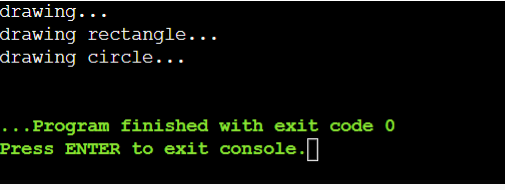 drawing...
drawing rectangle...
drawing circle...
...Program finished with exit code 0
Press ENTER to exit console.